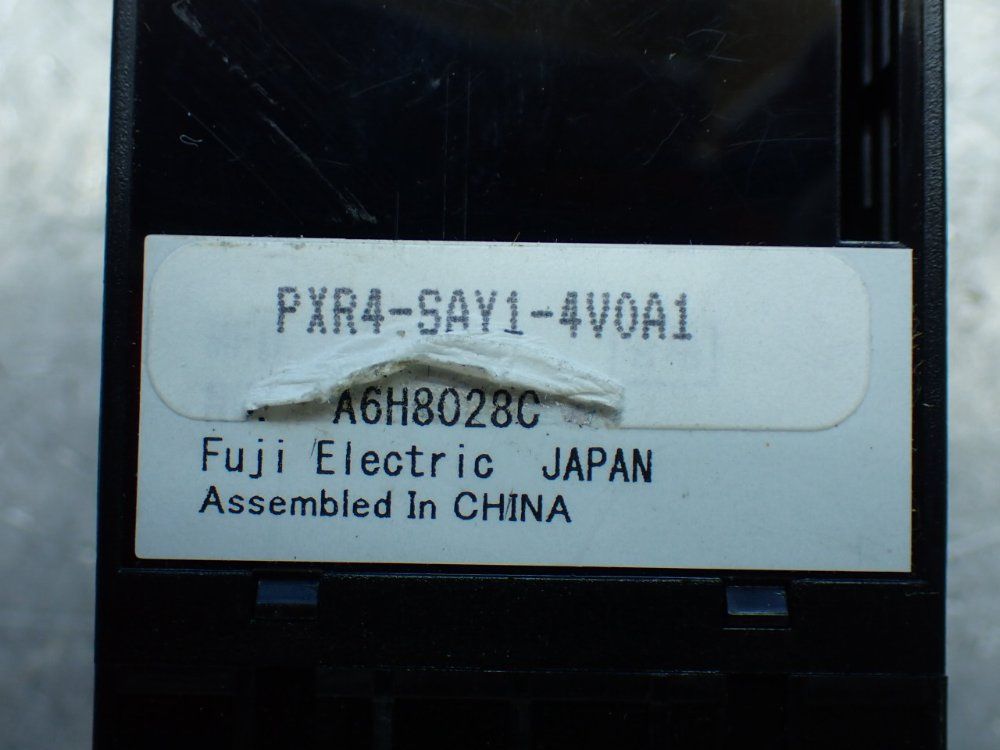 PXR4-SAY1-4V0A1
A6H8028C
Fuji Electric JAPAN
Assembled In CHINA